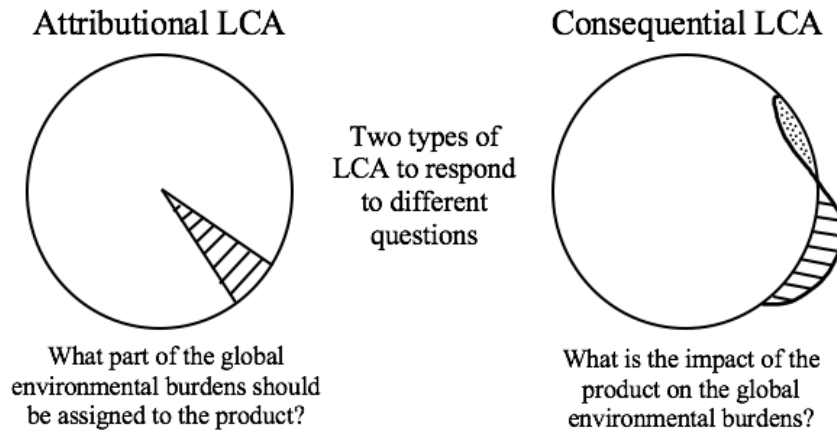 Attributional LCA
Consequential LCA
Two types of
LCA to respond
to different
questions
What part of the global
environmental burdens should
be assigned to the product?
What is the impact of the
product on the global
environmental burdens?